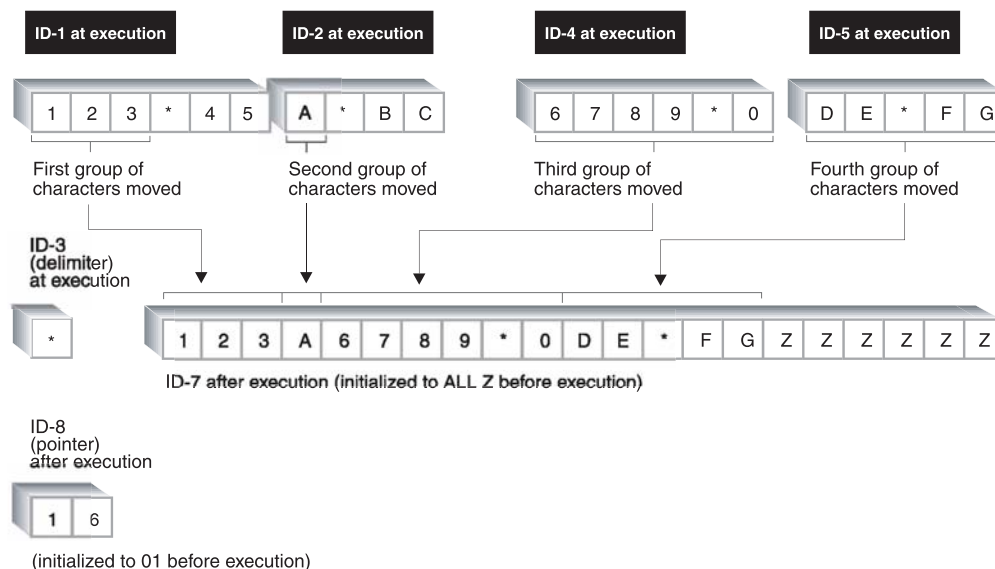 ID-1 at execution ID-2 at execution ID-4 at execution ID-5 at execution
1 2 3 * 4 5 A * B C 6 7 8 9 * 0 D E * F G
First group of characters moved
Second group of characters moved
Third group of characters moved
Fourth group of characters moved
ID-3
(delimiter)
at execution
*
1 2 3 A 6 7 8 9 * 0 D E * F G Z Z Z Z Z Z
ID-7 after execution (initialized to ALL Z before execution)
ID-8
(pointer)
after execution
1 6
(initialized to 01 before execution)